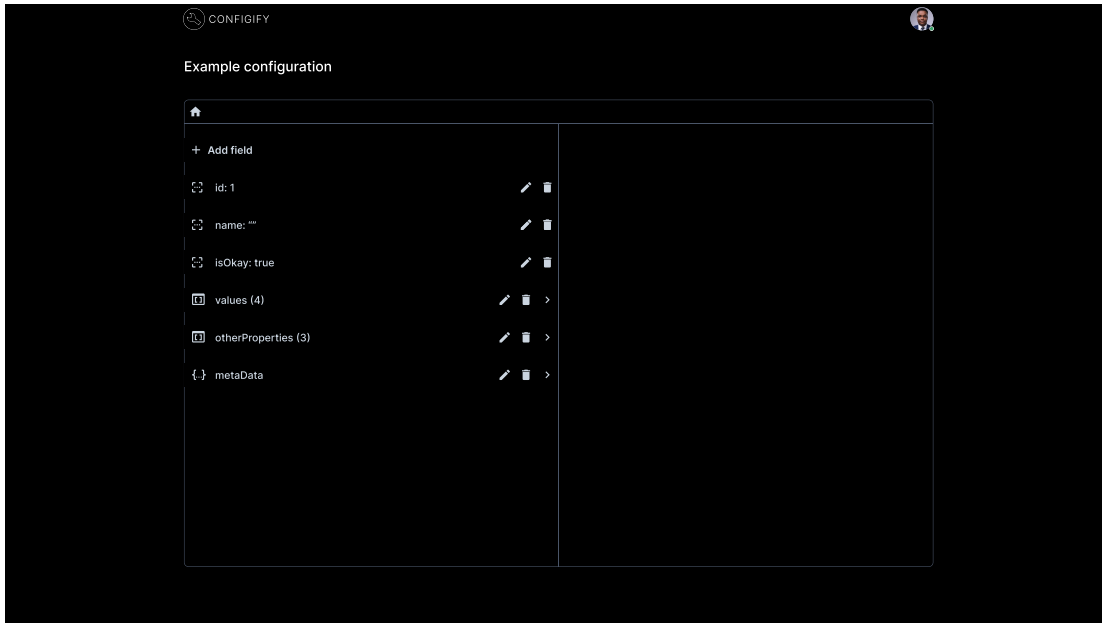 CONFIGIFY
Example configuration
+ Add field
id: 1
name: “”
isOkay: true
values (4)
otherProperties (3)
{...} metaData